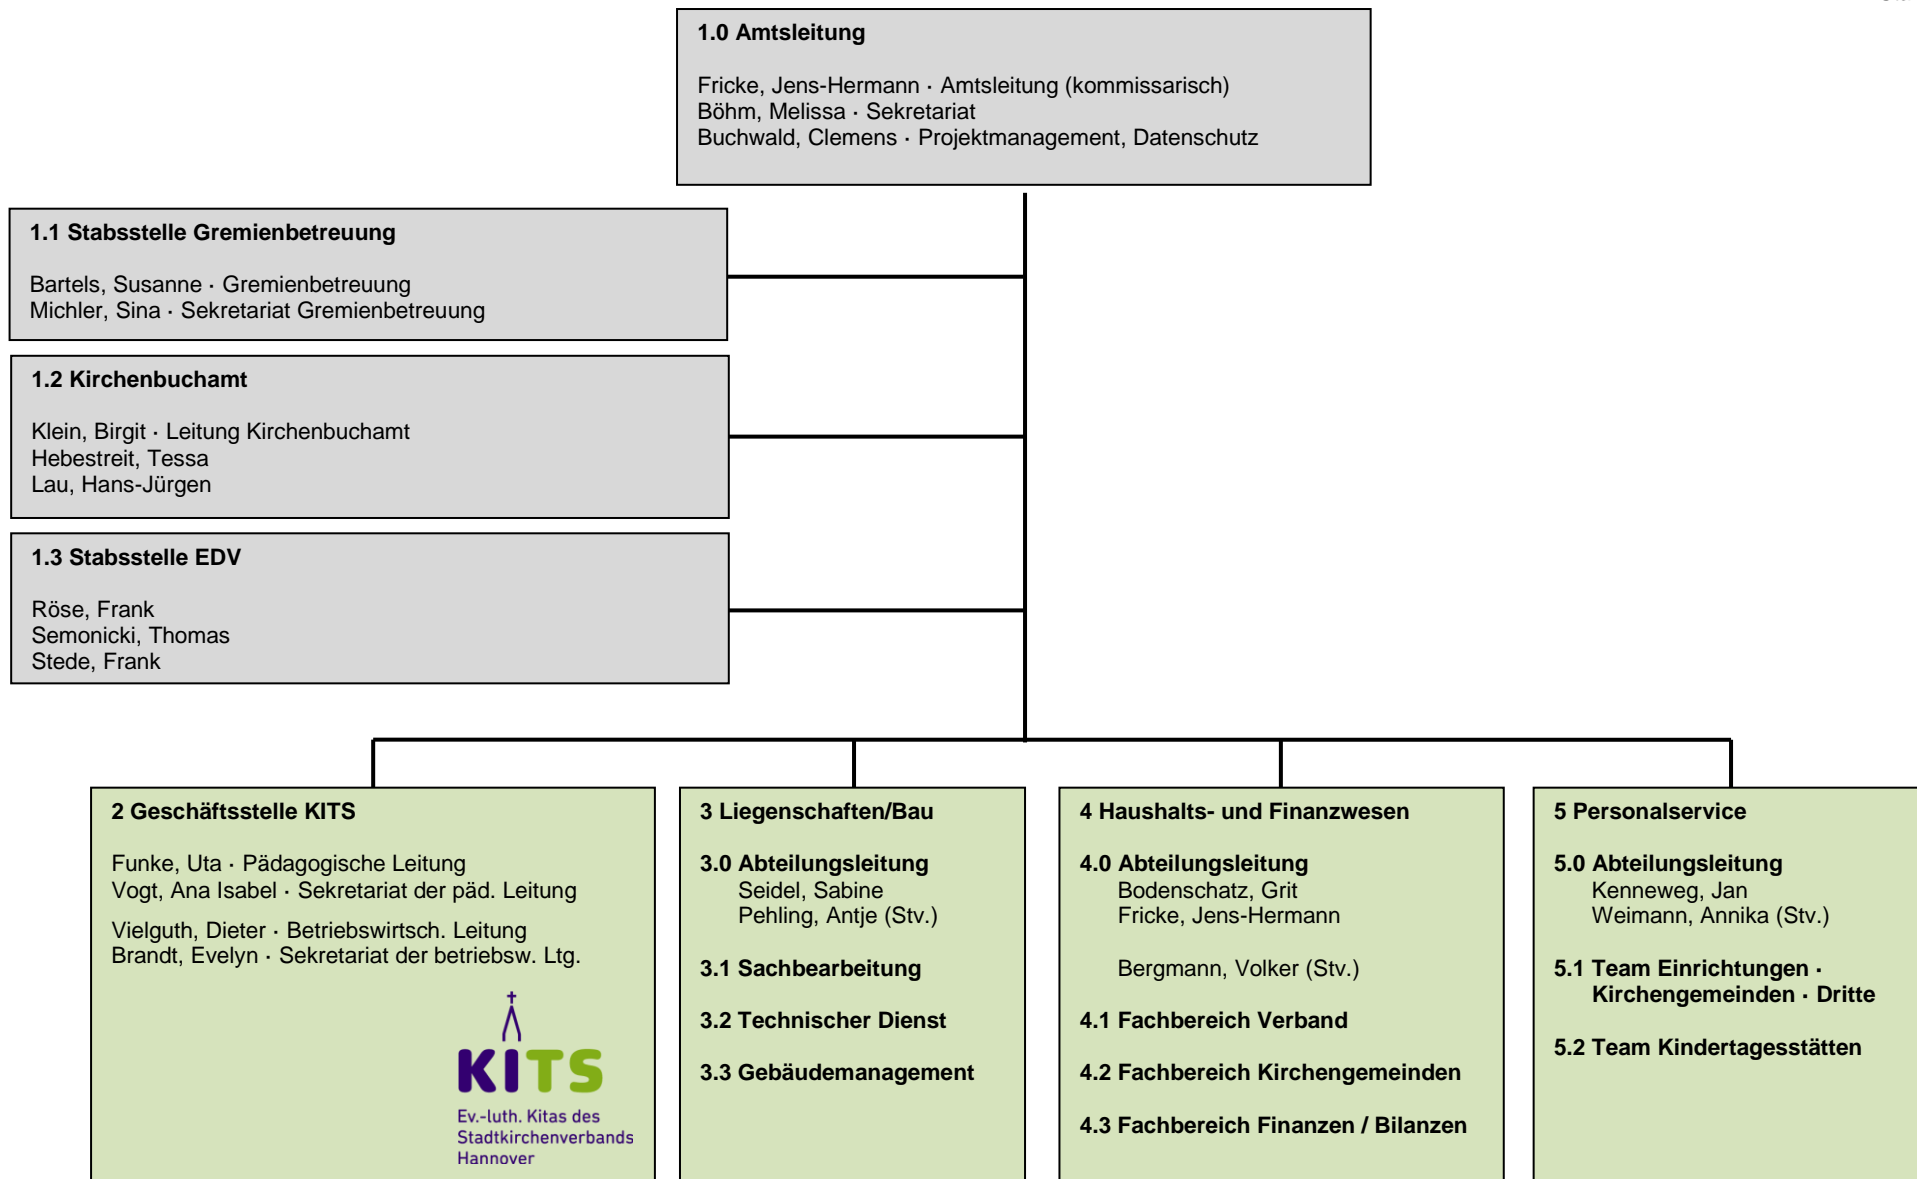 1.0 Amtsleitung
Fricke, Jens-Hermann · Amtsleitung (kommissarisch)
Böhm, Melissa · Sekretariat
Buchwald, Clemens · Projektmanagement, Datenschutz
1.1 Stabsstelle Gremienbetreuung
Bartels, Susanne · Gremienbetreuung
Michler, Sina · Sekretariat Gremienbetreuung
1.2 Kirchenbuchamt
Klein, Birgit · Leitung Kirchenbuchamt
Hebestreit, Tessa
Lau, Hans-Jürgen
1.3 Stabsstelle EDV
Röse, Frank
Semonicki, Thomas
Stede, Frank
2 Geschäftsstelle KITS
Funke, Uta · Pädagogische Leitung
Vogt, Ana Isabel · Sekretariat der päd. Leitung
Vielguth, Dieter · Betriebswirtsch. Leitung
Brandt, Evelyn · Sekretariat der betriebsw. Ltg.
KITS
Ev.-luth. Kitas des
Stadtkirchenverbands
Hannover
3 Liegenschaften/Bau
3.0 Abteilungsleitung
Seidel, Sabine
Pehling, Antje (Stv.)
3.1 Sachbearbeitung
3.2 Technischer Dienst
3.3 Gebäudemanagement
4 Haushalts- und Finanzwesen
4.0 Abteilungsleitung
Bodenschatz, Grit
Fricke, Jens-Hermann
Bergmann, Volker (Stv.)
4.1 Fachbereich Verband
4.2 Fachbereich Kirchengemeinden
4.3 Fachbereich Finanzen / Bilanzen
5 Personalservice
5.0 Abteilungsleitung
Kenneweg, Jan
Weimann, Annika (Stv.)
5.1 Team Einrichtungen ·
Kirchengemeinden · Dritte
5.2 Team Kindertagesstätten